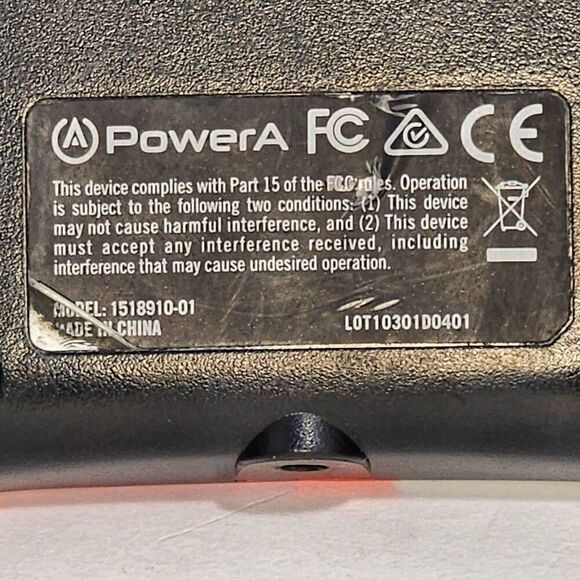 PowerA FC CE
This device complies with Part 15 of the FCC rules. Operation
is subject to the following two conditions: (1) This device
may not cause harmful interference, and (2) This device
must accept any interference received, including
interference that may cause undesired operation.
MODEL: 1518910-01
MADE IN CHINA
LOT10301D0401